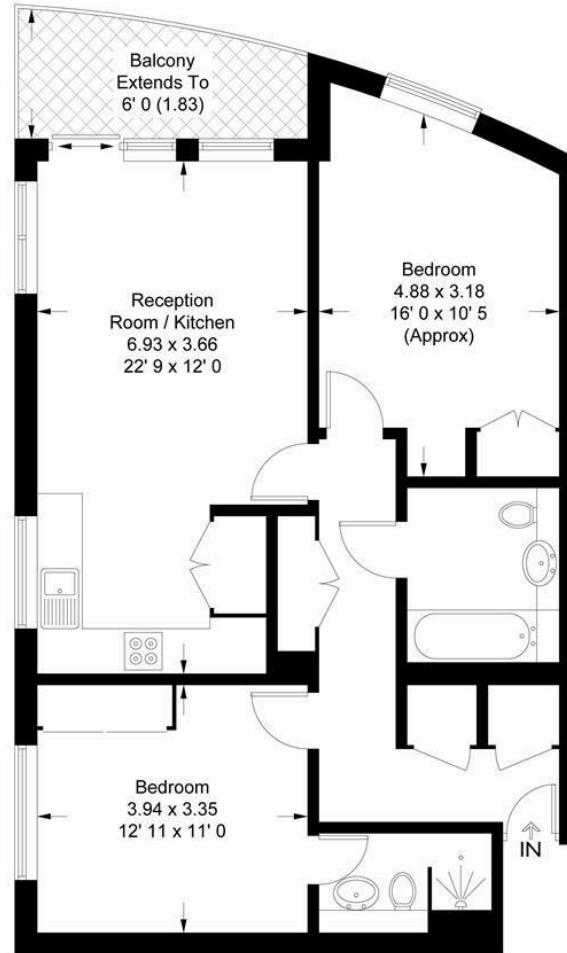 Balcony
Extends To
6' 0 (1.83)
Reception
Room / Kitchen
6.93 x 3.66
22' 9 x 12' 0
Bedroom
4.88 x 3.18
16' 0 x 10' 5
(Approx)
Bedroom
3.94 x 3.35
12' 11 x 11' 0
IN